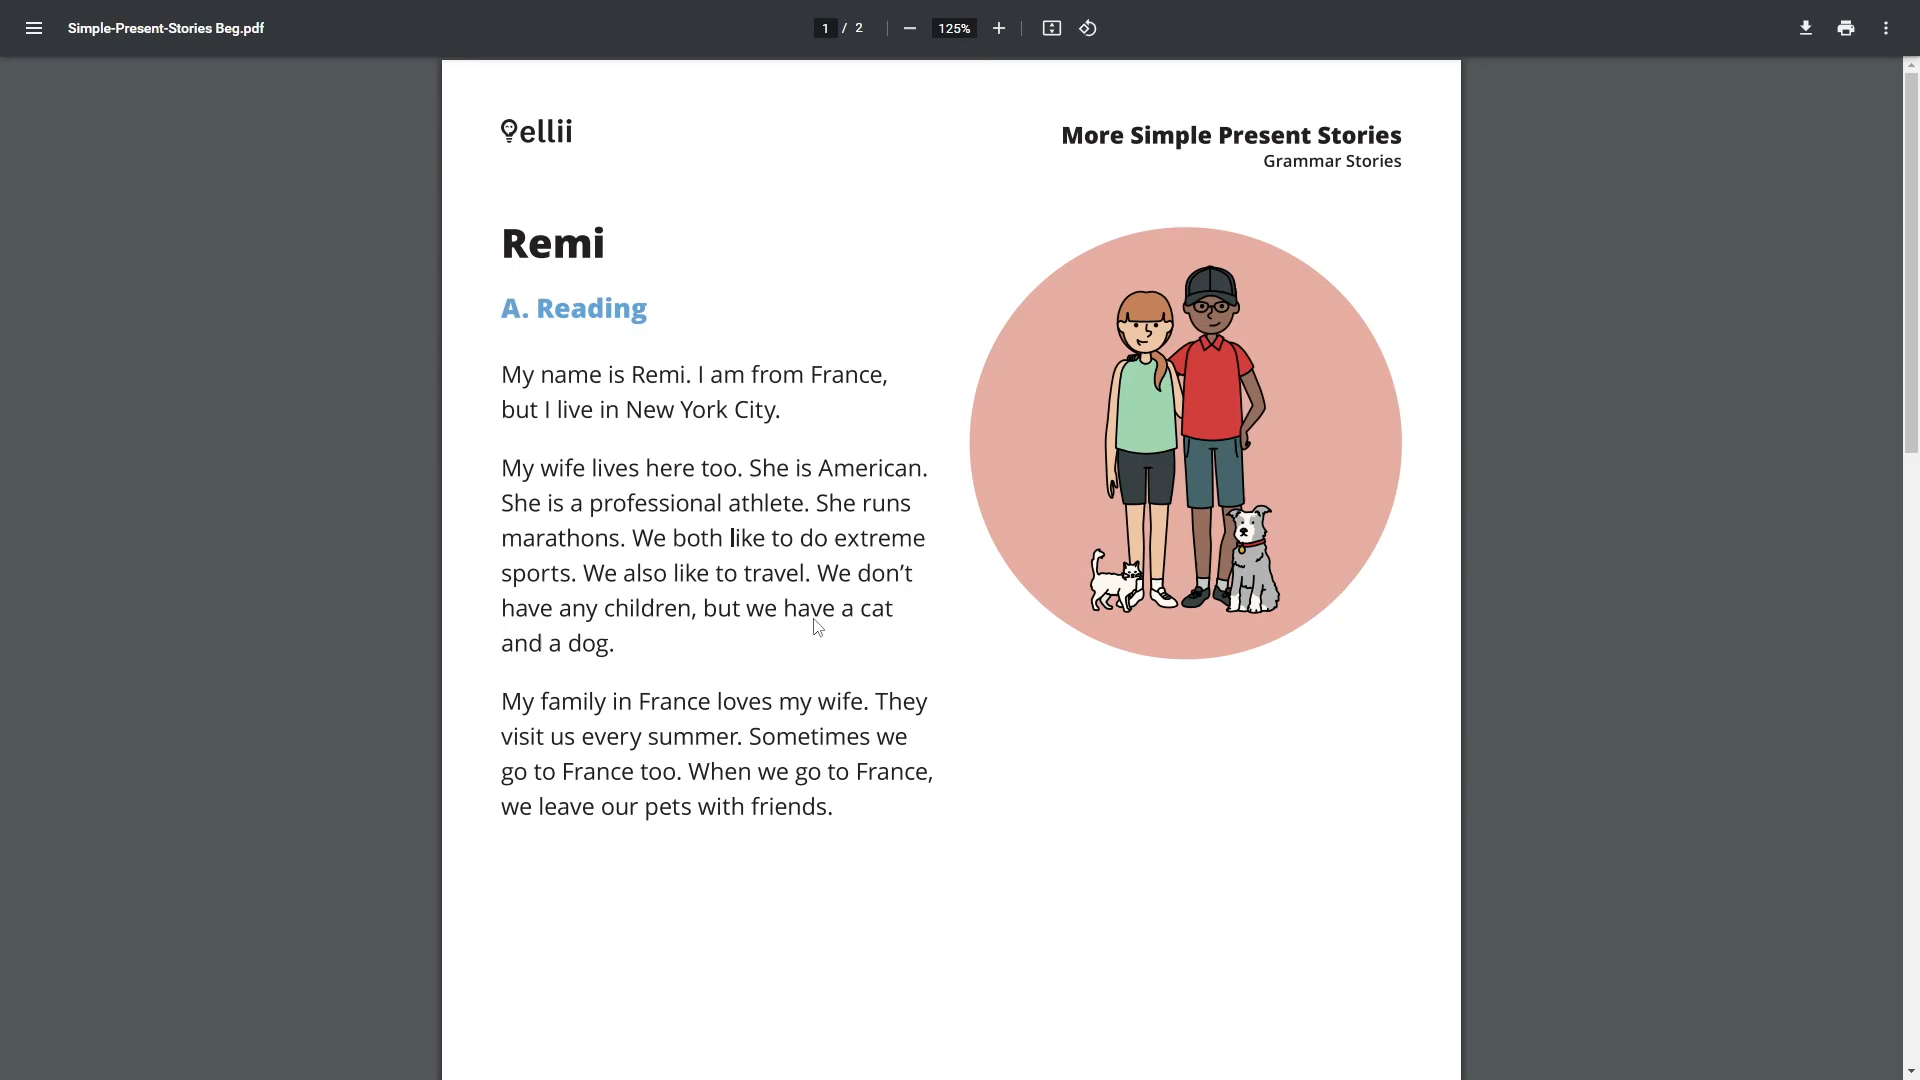 Simple-Present-Stories Beg.pdf
1 / 2
125%
ellii
More Simple Present Stories
Grammar Stories
Remi
A. Reading
My name is Remi. I am from France,
but I live in New York City.
My wife lives here too. She is American.
She is a professional athlete. She runs
marathons. We both like to do extreme
sports. We also like to travel. We don’t
have any children, but we have a cat
and a dog.
My family in France loves my wife. They
visit us every summer. Sometimes we
go to France too. When we go to France,
we leave our pets with friends.